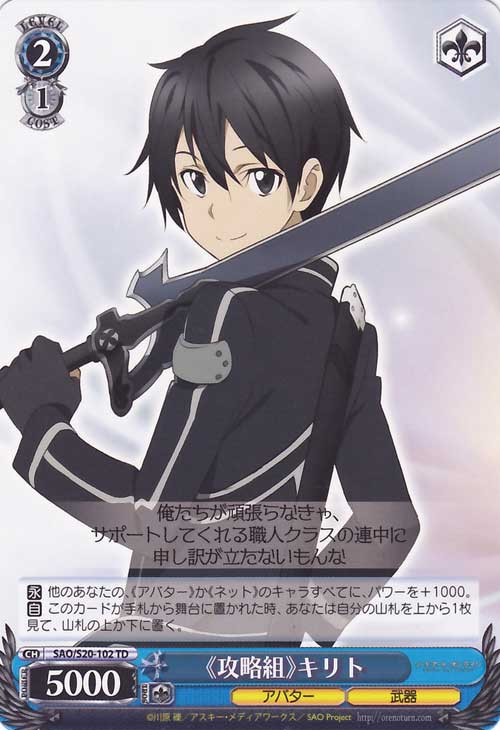 LEVEL
2
1
COST
俺たちが頑張らなきゃ、
サポートしてくれる職人クラスの連中に
申し訳が立たないもんな
永 他のあなたの、《アバター》か《ネット》のキャラすべてに、パワーを＋1000。
自 このカードが手札から舞台に置かれた時、あなたは自分の山札を上から1枚
見て、山札の上か下に置く。
CH SAO/S20-102 TD
POWER
5000
SOUL
《攻略組》キリト
アバター
武器
©川原 礫／アスキー・メディアワークス／ SAO Project
http://orenoturn.com/